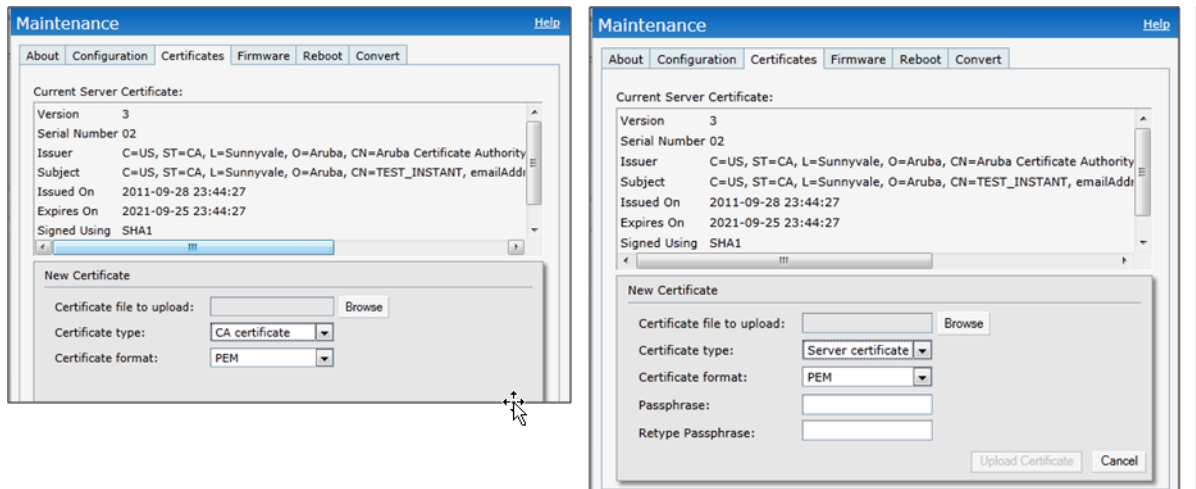 Maintenance Help
About Configuration Certificates Firmware Reboot Convert
Current Server Certificate:
Version 3
Serial Number 02
Issuer C=US, ST=CA, L=Sunnyvale, O=Aruba, CN=Aruba Certificate Authority
Subject C=US, ST=CA, L=Sunnyvale, O=Aruba, CN=TEST_INSTANT, emailAddr
Issued On 2011-09-28 23:44:27
Expires On 2021-09-25 23:44:27
Signed Using SHA1
New Certificate
Certificate file to upload: Browse
Certificate type: CA certificate
Certificate format: PEM
Maintenance Help
About Configuration Certificates Firmware Reboot Convert
Current Server Certificate:
Version 3
Serial Number 02
Issuer C=US, ST=CA, L=Sunnyvale, O=Aruba, CN=Aruba Certificate Authority
Subject C=US, ST=CA, L=Sunnyvale, O=Aruba, CN=TEST_INSTANT, emailAddr
Issued On 2011-09-28 23:44:27
Expires On 2021-09-25 23:44:27
Signed Using SHA1
New Certificate
Certificate file to upload: Browse
Certificate type: Server certificate
Certificate format: PEM
Passphrase:
Retype Passphrase:
Upload Certificate Cancel